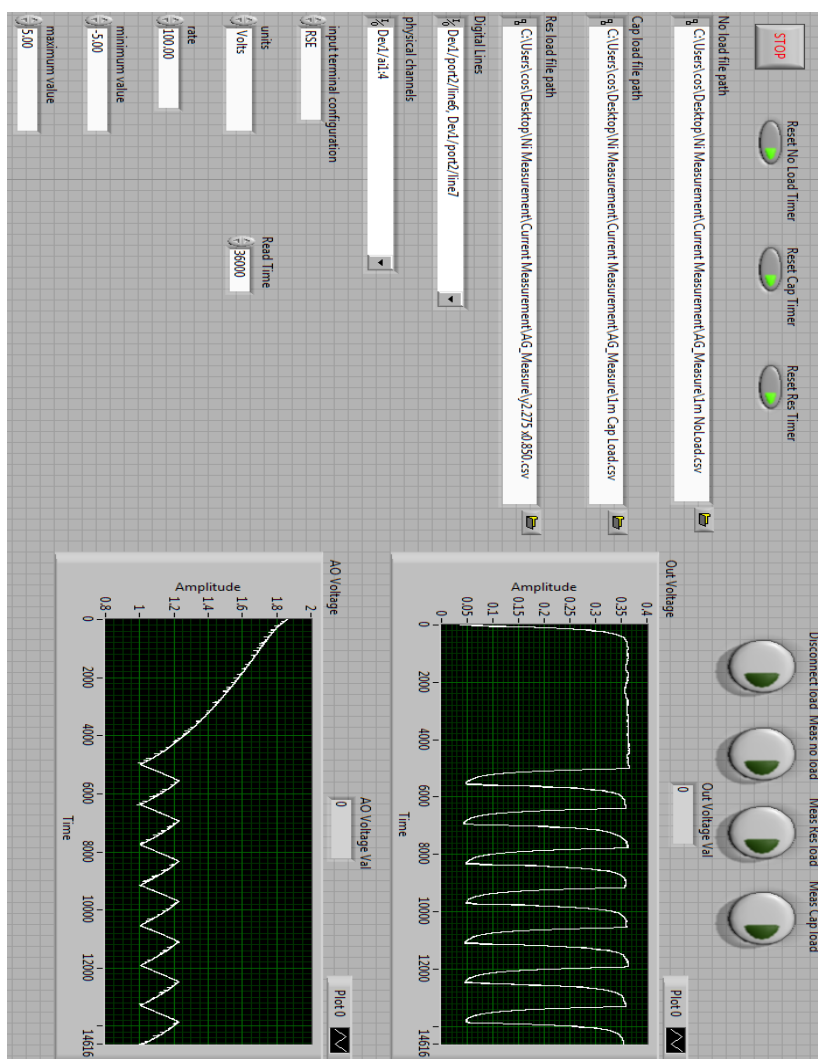 STOP
Reset No Load Timer
Reset Cap Timer
Reset Res Timer
No load file path
C:\Users\cos\Desktop\Ni Measurement\Current Measurement\AG_Measure\1m NoLoad.csv
Cap load file path
C:\Users\cos\Desktop\Ni Measurement\Current Measurement\AG_Measure\1m Cap Load.csv
Res load file path
C:\Users\cos\Desktop\Ni Measurement\Current Measurement\AG_Measure\y2.275 x0.850.csv
Digital Lines
Dev1/port2/line6, Dev1/port2/line7
physical channels
Dev1/ai1:4
input terminal configuration
RSE
units
Volts
Read Time
36000
rate
100.00
minimum value
-5.00
maximum value
5.00
Disconnect load
Meas no load
Meas Res load
Meas Cap load
Out Voltage
Out Voltage Val
0
Plot 0
Amplitude
0.4
0.35
0.3
0.25
0.2
0.15
0.1
0.05
0
2000
4000
6000
8000
10000
12000
14616
Time
AO Voltage
AO Voltage Val
0
Plot 0
Amplitude
2
1.8
1.6
1.4
1.2
1
0.8
0
2000
4000
6000
8000
10000
12000
14616
Time